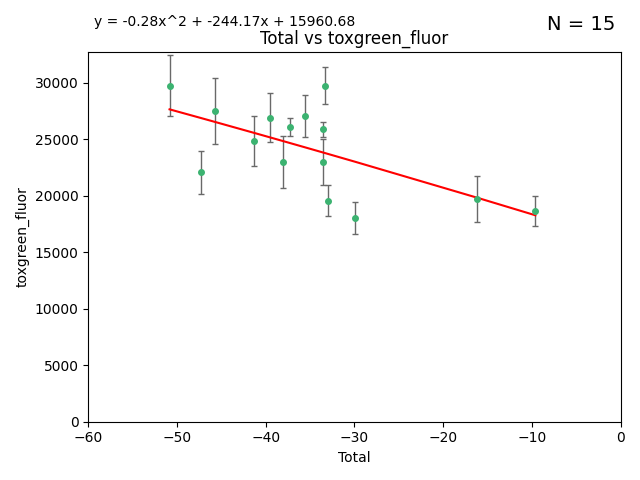 y = -0.28x^2 + -244.17x + 15960.68
N = 15
Total vs toxgreen_fluor
30000
25000
20000
15000
10000
5000
0
toxgreen_fluor
−60
−50
−40
−30
−20
−10
0
Total